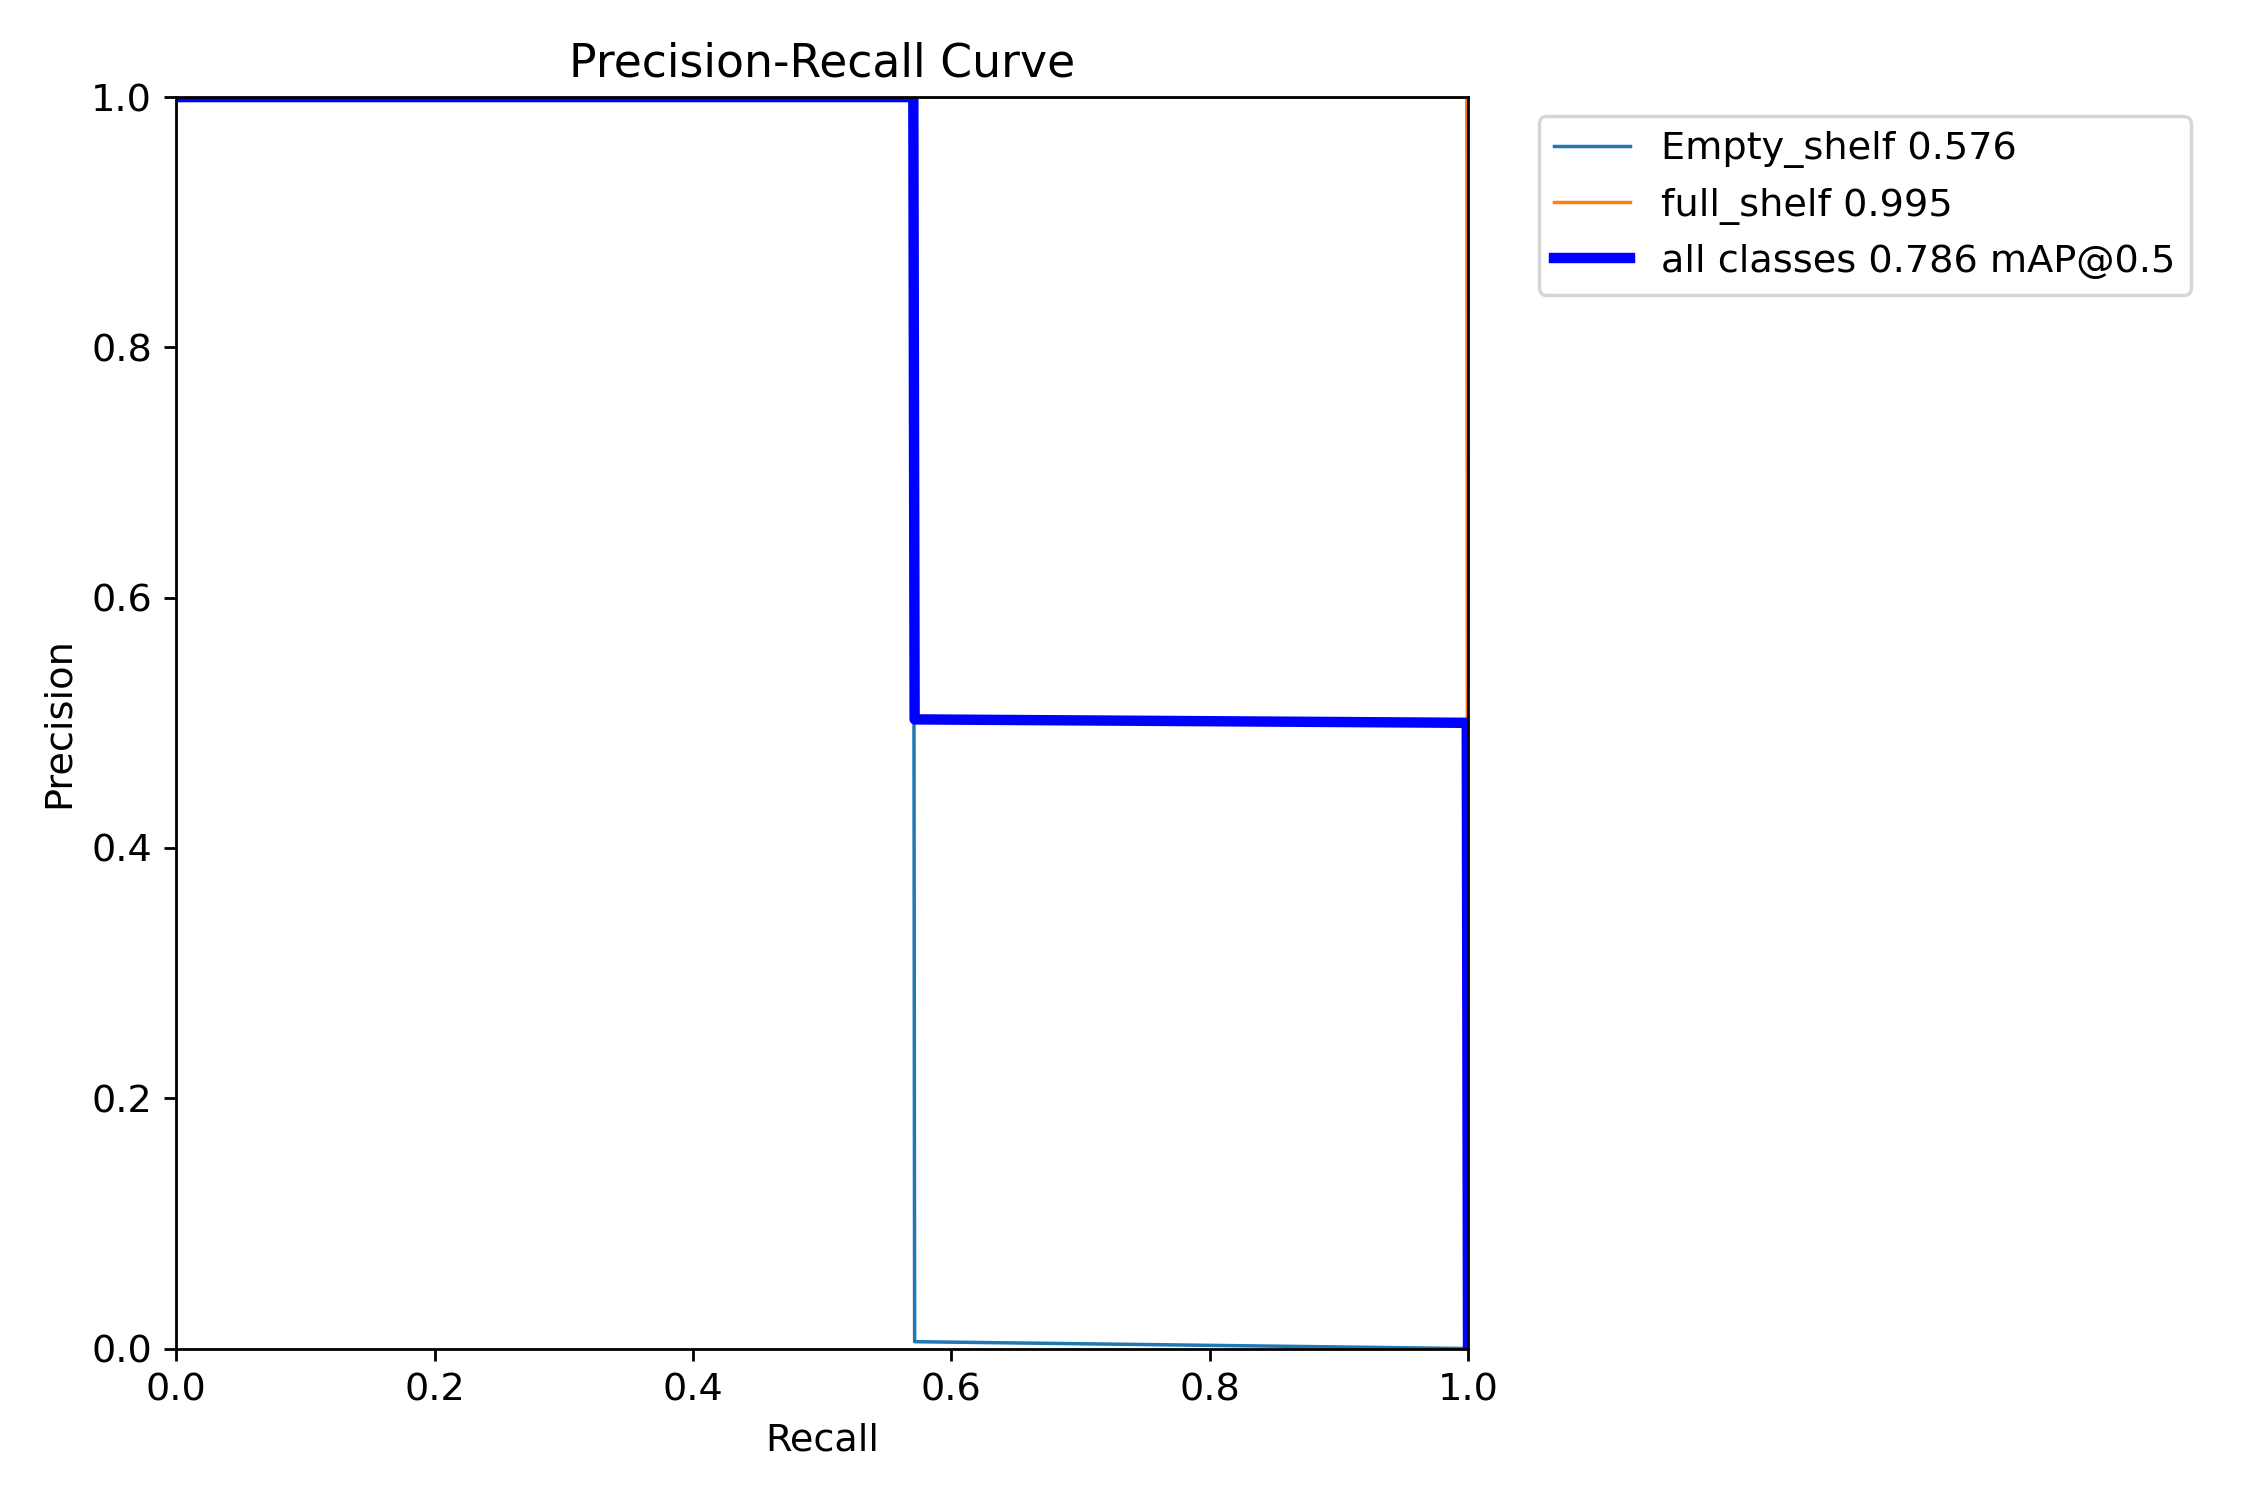 Precision-Recall Curve
1.0
0.8
0.6
0.4
0.2
0.0
Precision
0.0 0.2 0.4 0.6 0.8 1.0
Recall
Empty_shelf 0.576
full_shelf 0.995
all classes 0.786 mAP@0.5